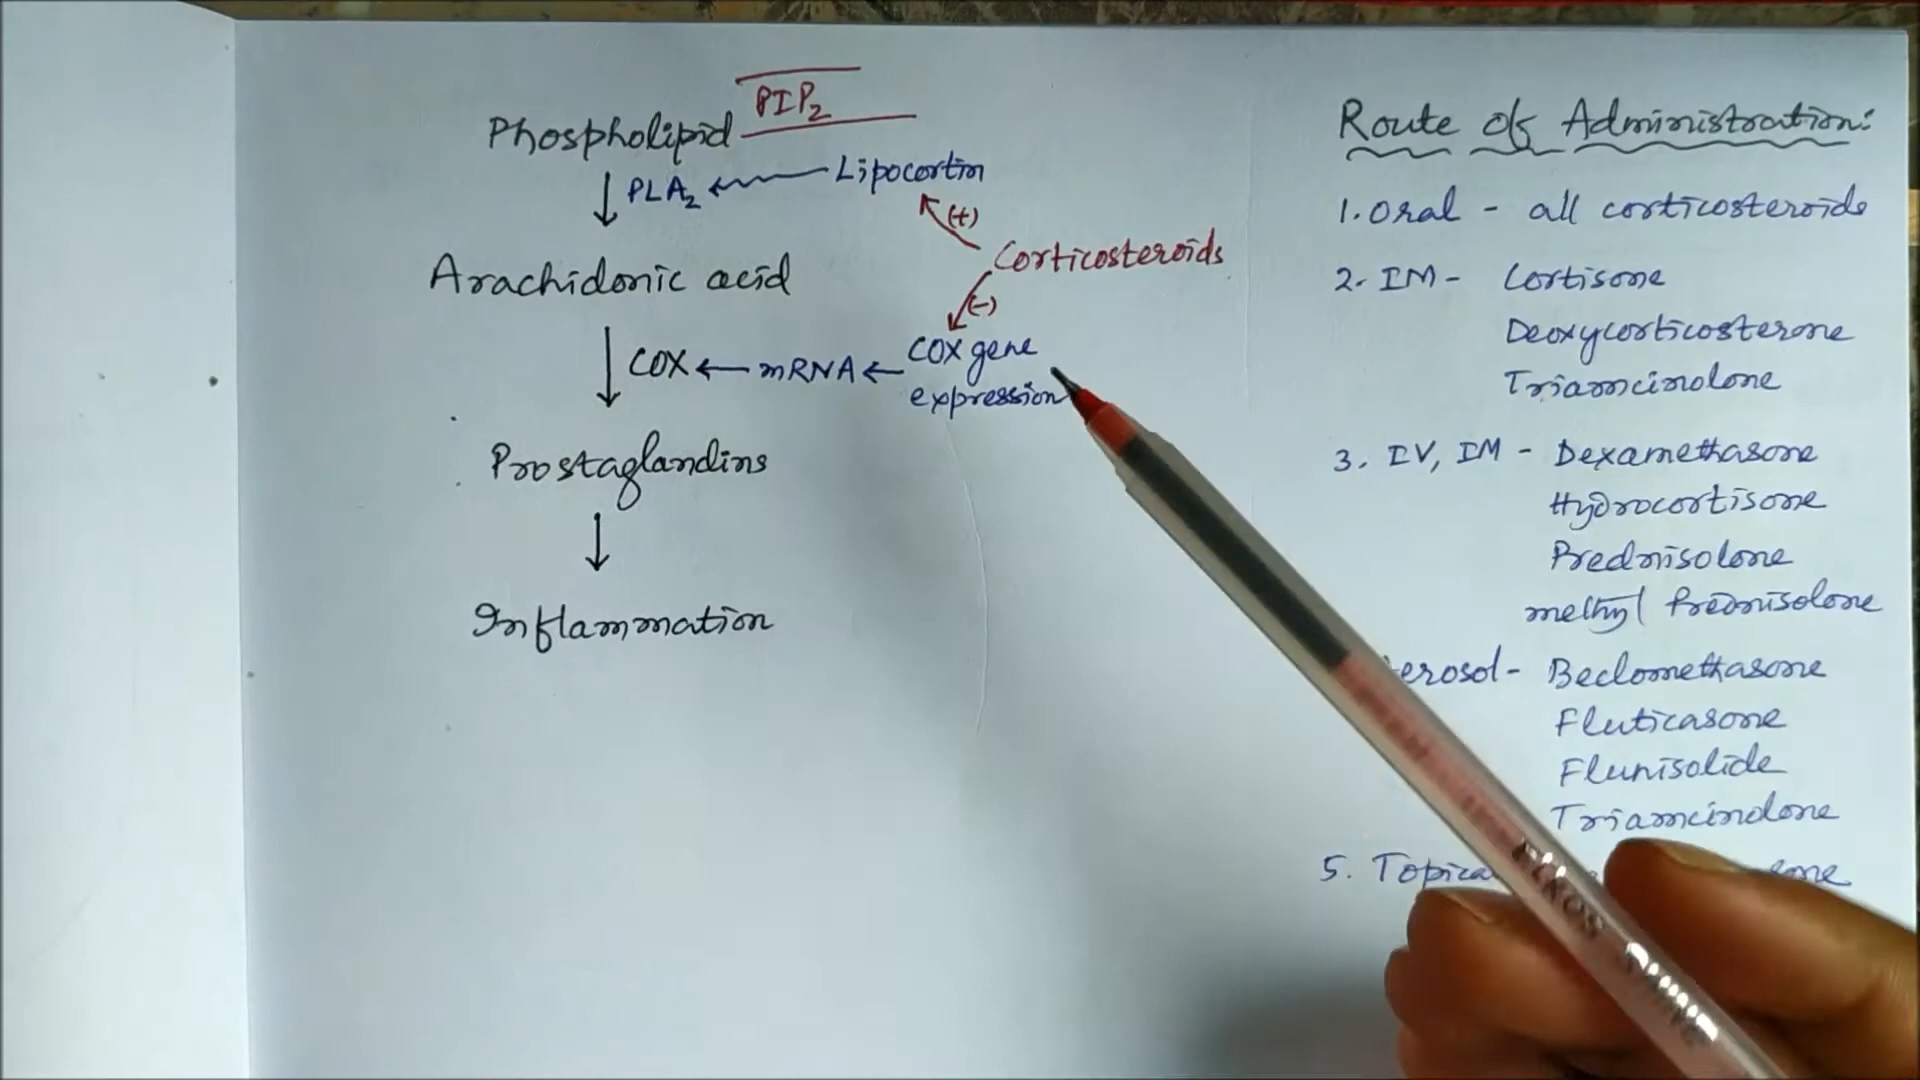 PIP2
Phospholipid
PLA2 ← Lipocortin
(+)
Arachidonic acid
Corticosteroids
(-)
COX ← mRNA ← COX gene
expression
Prostaglandins
Inflammation
Route of Administration:
1. Oral - all corticosteroids
2. IM - Cortisone
Deoxycorticosterone
Triamcinolone
3. IV, IM - Dexamethasone
Hydrocortisone
Prednisolone
methyl Prednisolone
erosol - Beclomethasone
Fluticasone
Flunisolide
Triamcinolone
5. Topica